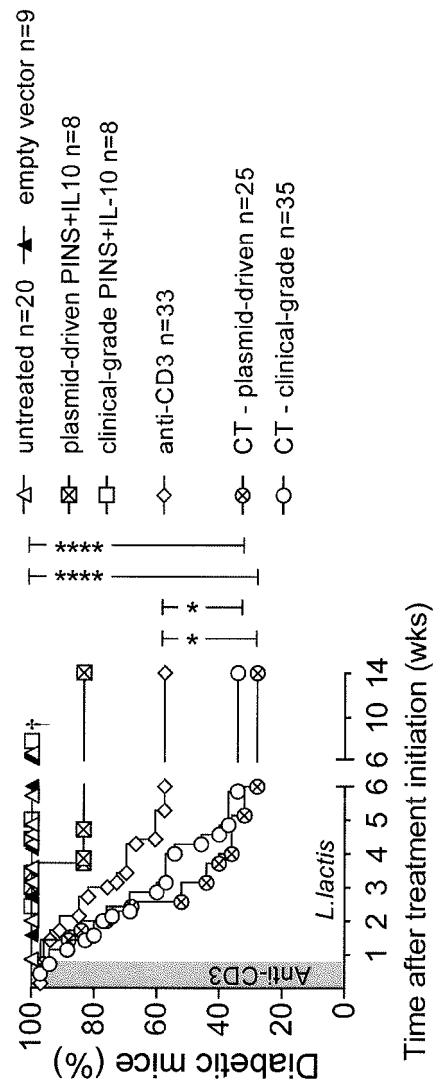 Diabetic mice (%)
100
80
60
40
20
0
Anti-CD3
L.lactis
†
1 2 3 4 5 6 6 10 14
Time after treatment initiation (wks)
****
****
*
*
untreated n=20 empty vector n=9
plasmid-driven PINS+IL10 n=8
clinical-grade PINS+IL-10 n=8
anti-CD3 n=33
CT - plasmid-driven n=25
CT - clinical-grade n=35